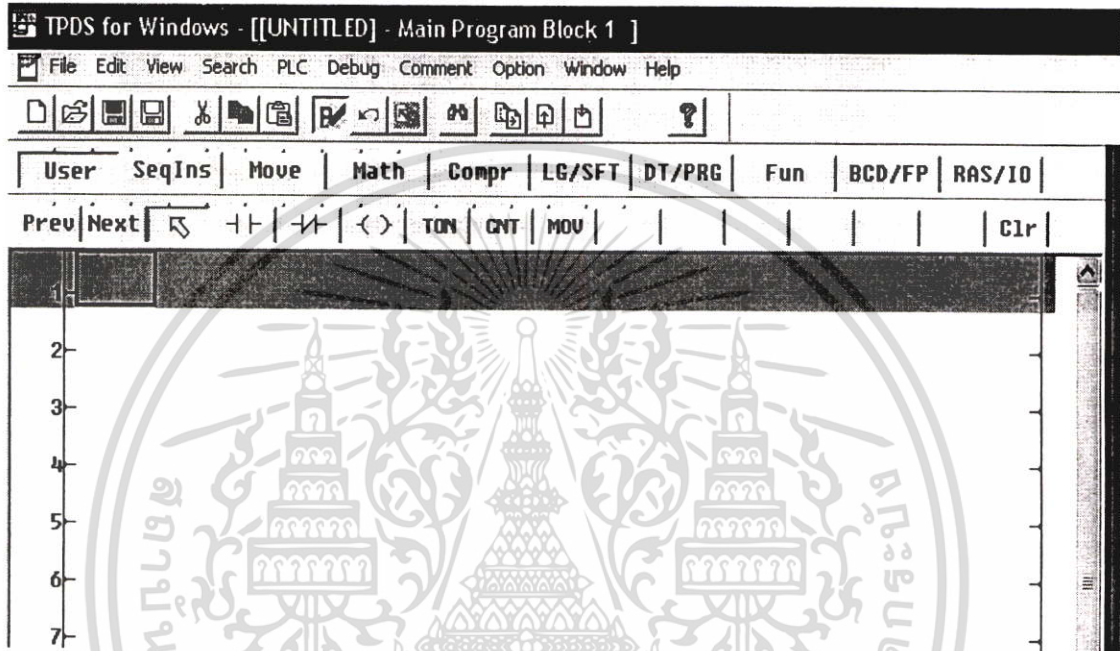 TPDS for Windows - [[UNTITLED] - Main Program Block 1 ]
File Edit View Search PLC Debug Comment Option Window Help
User SeqIns Move Math Compr LG/SFT DT/PRG Fun BCD/FP RAS/IO
Prev Next TON CNT MOV Clr
1
2
3
4
5
6
7